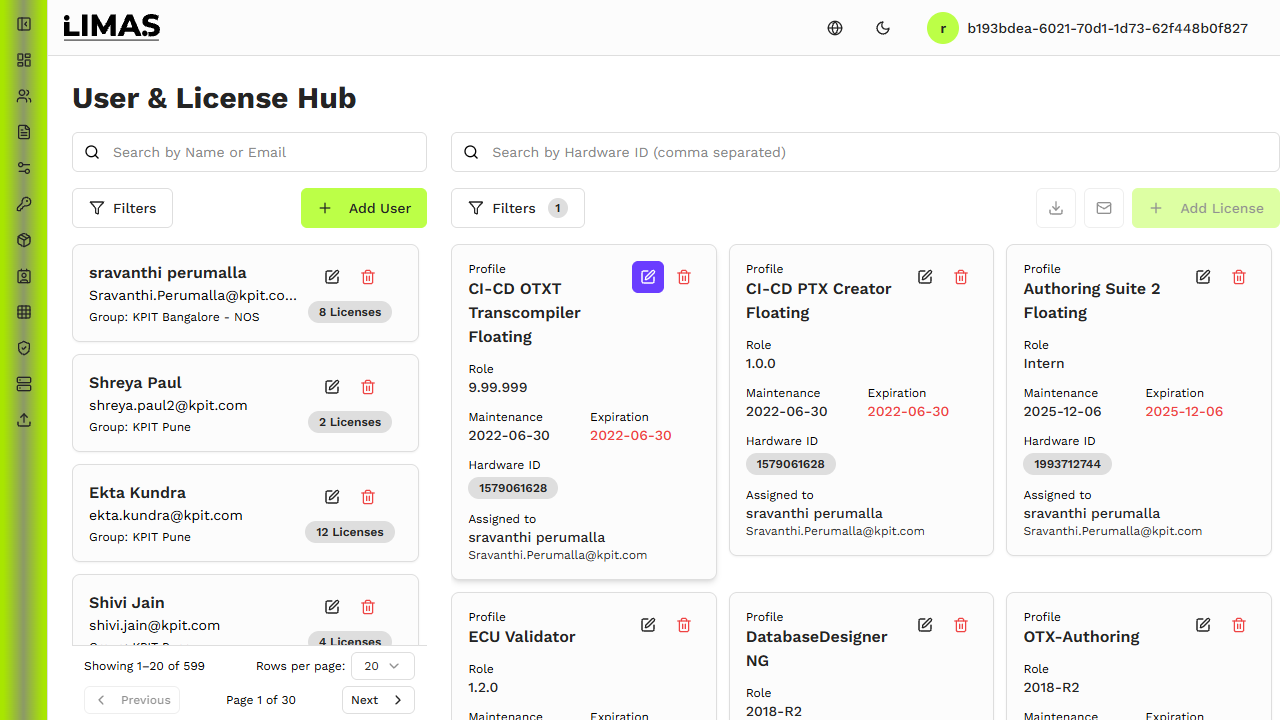 LIMAS
r
b193bdea-6021-70d1-1d73-62f448b0f827
User & License Hub
Search by Name or Email
Search by Hardware ID (comma separated)
Filters
Add User
Filters
1
Add License
sravanthi perumalla
Sravanthi.Perumalla@kpit.co...
Group: KPIT Bangalore - NOS
8 Licenses
Shreya Paul
shreya.paul2@kpit.com
Group: KPIT Pune
2 Licenses
Ekta Kundra
ekta.kundra@kpit.com
Group: KPIT Pune
12 Licenses
Shivi Jain
shivi.jain@kpit.com
4 Licenses
Showing 1–20 of 599
Rows per page:
20
Previous
Page 1 of 30
Next
Profile
CI-CD OTXT
Transcompiler
Floating
Role
9.99.999
Maintenance
2022-06-30
Expiration
2022-06-30
Hardware ID
1579061628
Assigned to
sravanthi perumalla
Sravanthi.Perumalla@kpit.com
Profile
CI-CD PTX Creator
Floating
Role
1.0.0
Maintenance
2022-06-30
Expiration
2022-06-30
Hardware ID
1579061628
Assigned to
sravanthi perumalla
Sravanthi.Perumalla@kpit.com
Profile
Authoring Suite 2
Floating
Role
Intern
Maintenance
2025-12-06
Expiration
2025-12-06
Hardware ID
1993712744
Assigned to
sravanthi perumalla
Sravanthi.Perumalla@kpit.com
Profile
ECU Validator
Role
1.2.0
Maintenance
Expiration
Profile
DatabaseDesigner
NG
Role
2018-R2
Profile
OTX-Authoring
Role
2018-R2
Maintenance
Expiration